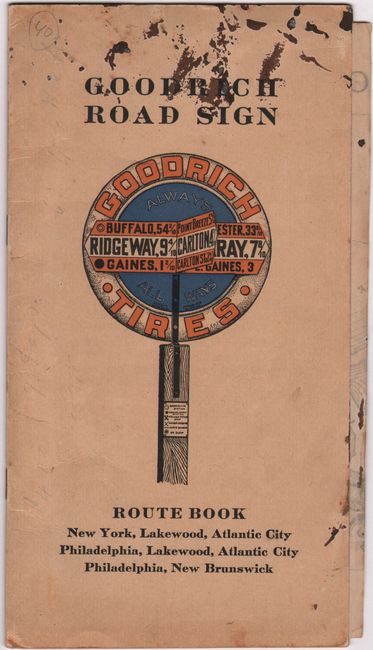 40
GOODRICH
ROAD SIGN
GOODRICH
ALWAYS
BUFFALO, 54
POINT BREEZE
ESTER, 33
RIDGEWAY, 9
CARLTON
RAY, 7
GAINES, 1
CARLTON STA.
GAINES, 3
ALL WAYS
TIRES
ROUTE BOOK
New York, Lakewood, Atlantic City
Philadelphia, Lakewood, Atlantic City
Philadelphia, New Brunswick